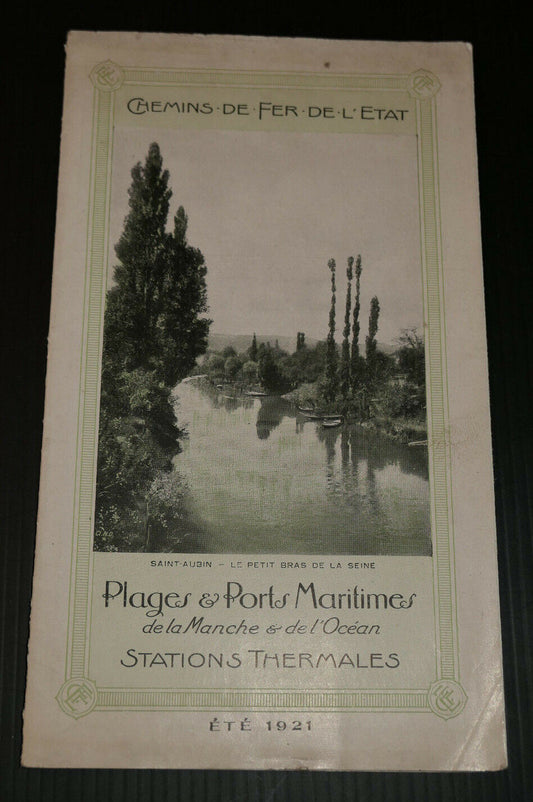 CHEMINS·DE·FER·DE·L'ETAT
SAINT-AUBIN – LE PETIT BRAS DE LA SEINE
Plages & Ports Maritimes
de la Manche & de l'Océan
STATIONS THERMALES
ÉTÉ 1921